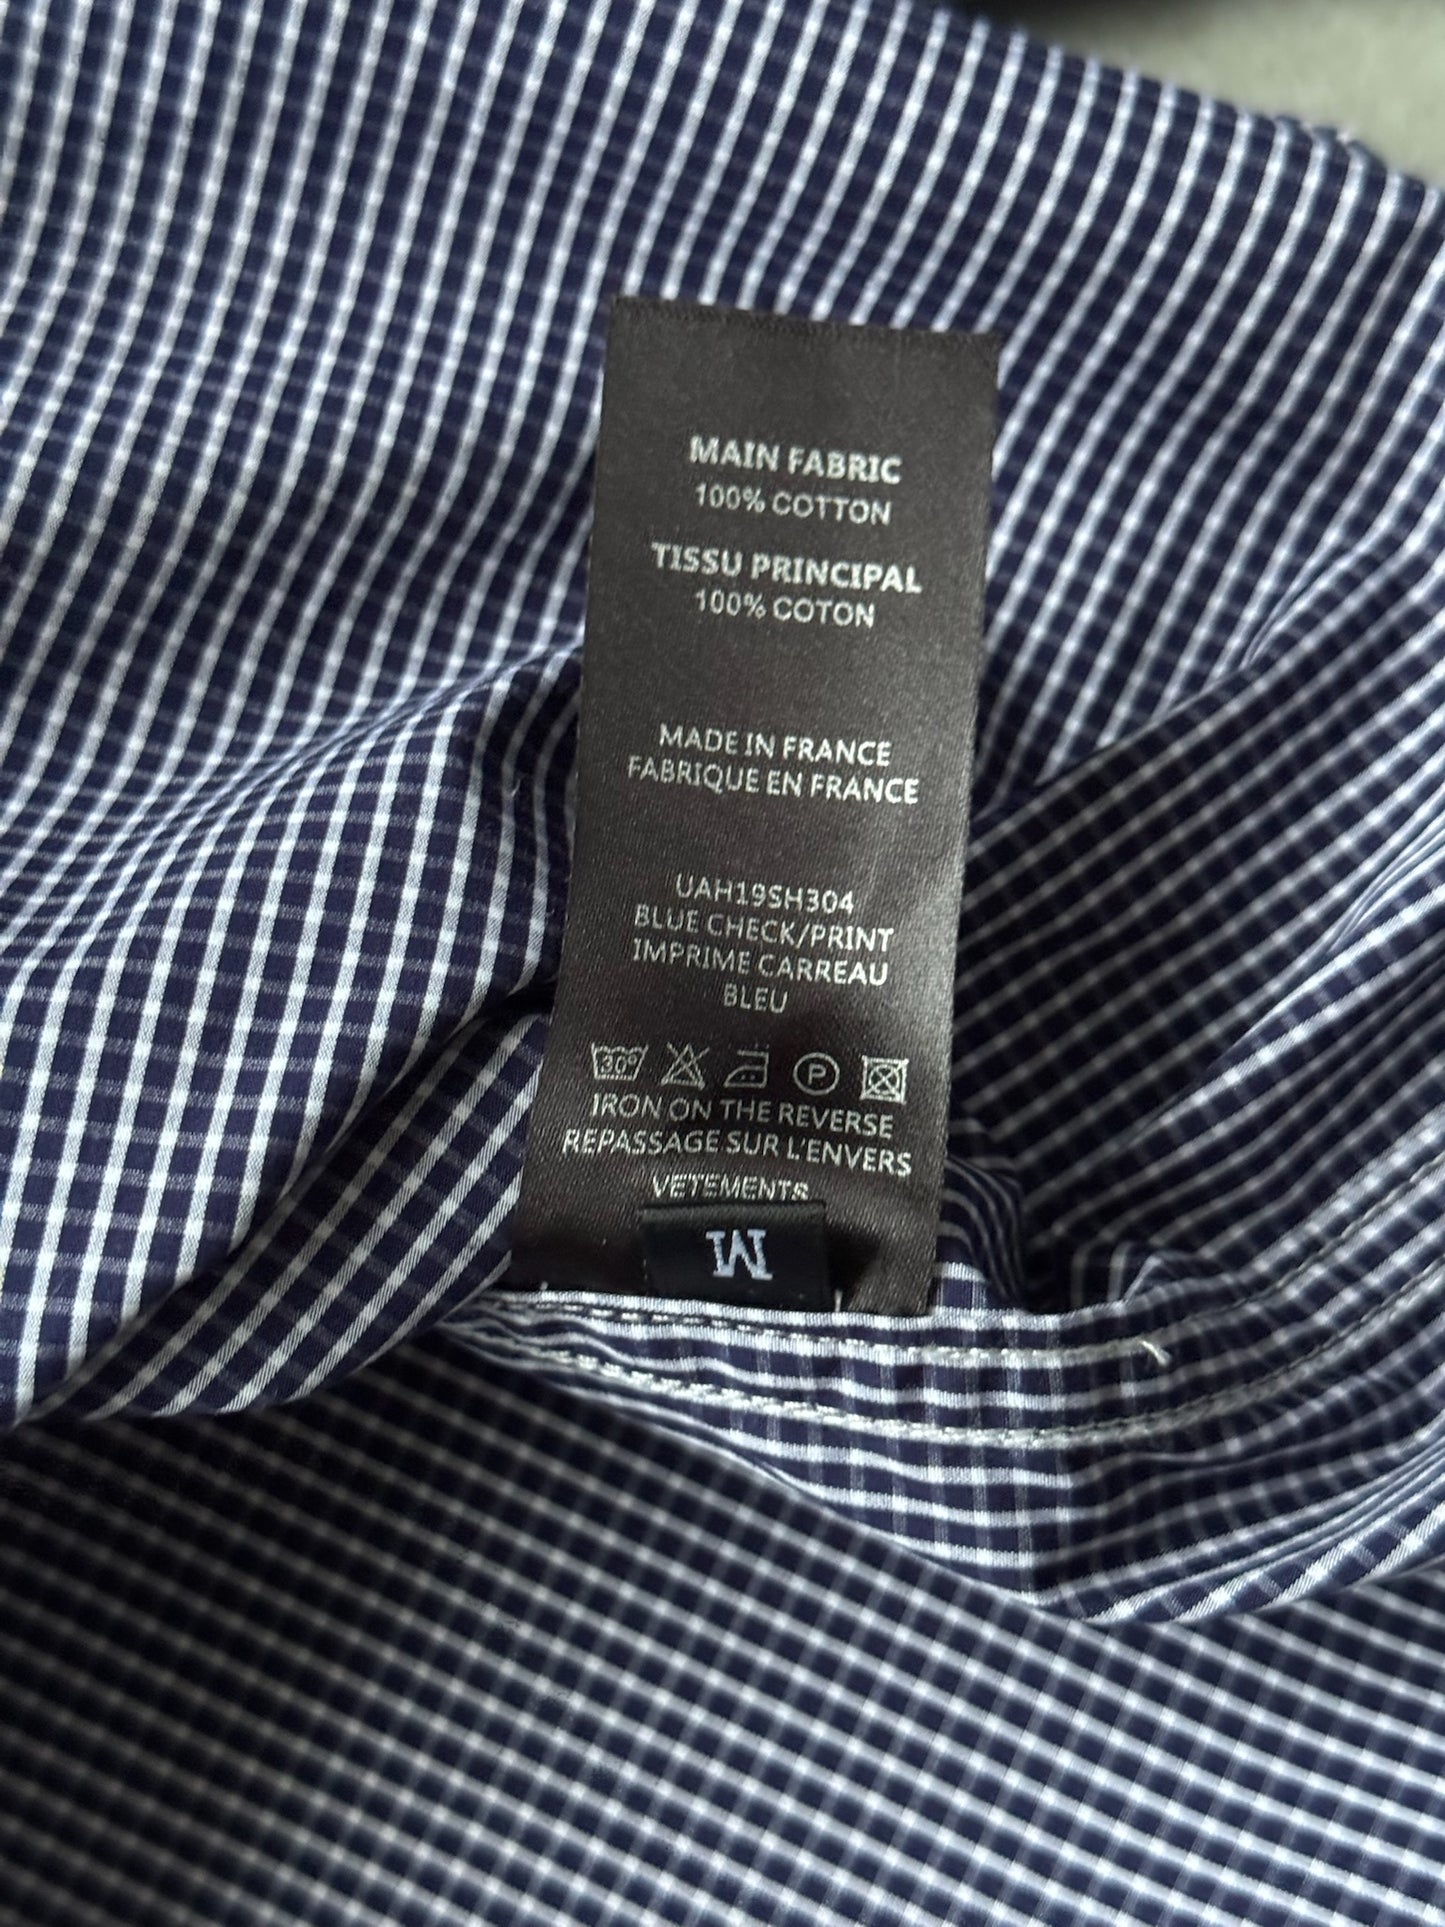 MAIN FABRIC
100% COTTON
TISSU PRINCIPAL
100% COTON
MADE IN FRANCE
FABRIQUE EN FRANCE
UAH19SH304
BLUE CHECK/PRINT
IMPRIME CARREAU
BLEU
30° P
IRON ON THE REVERSE
REPASSAGE SUR L'ENVERS
VETEMENTS
M